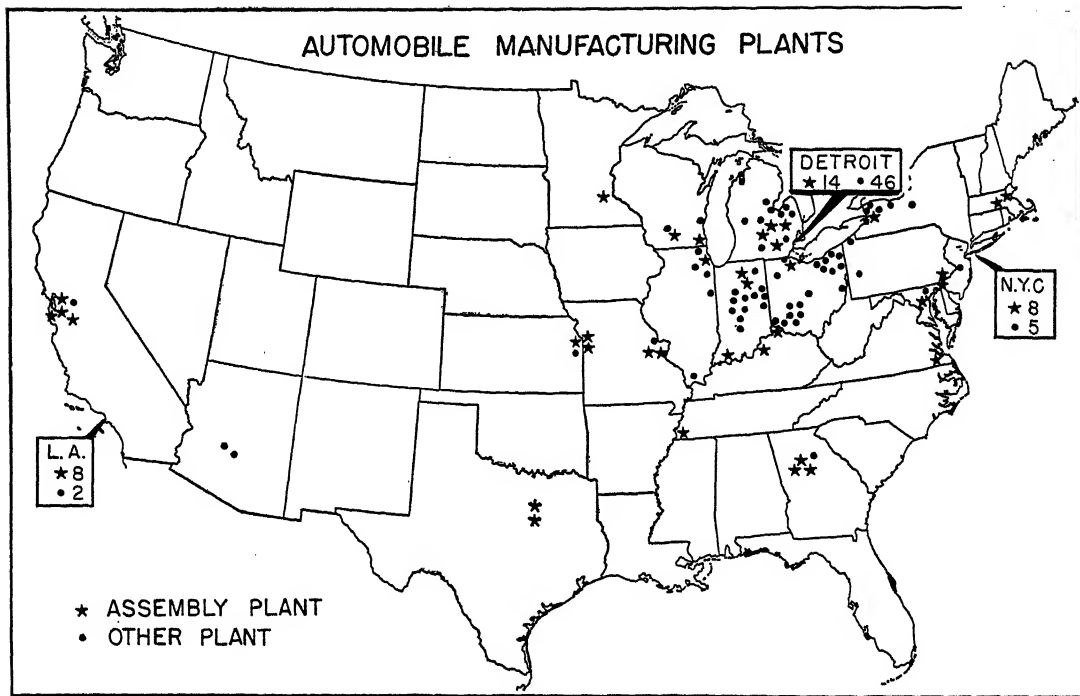 AUTOMOBILE MANUFACTURING PLANTS
DETROIT
★ 14 • 46
N.Y.C
★ 8
• 5
L. A.
★ 8
• 2
★ ASSEMBLY PLANT
• OTHER PLANT